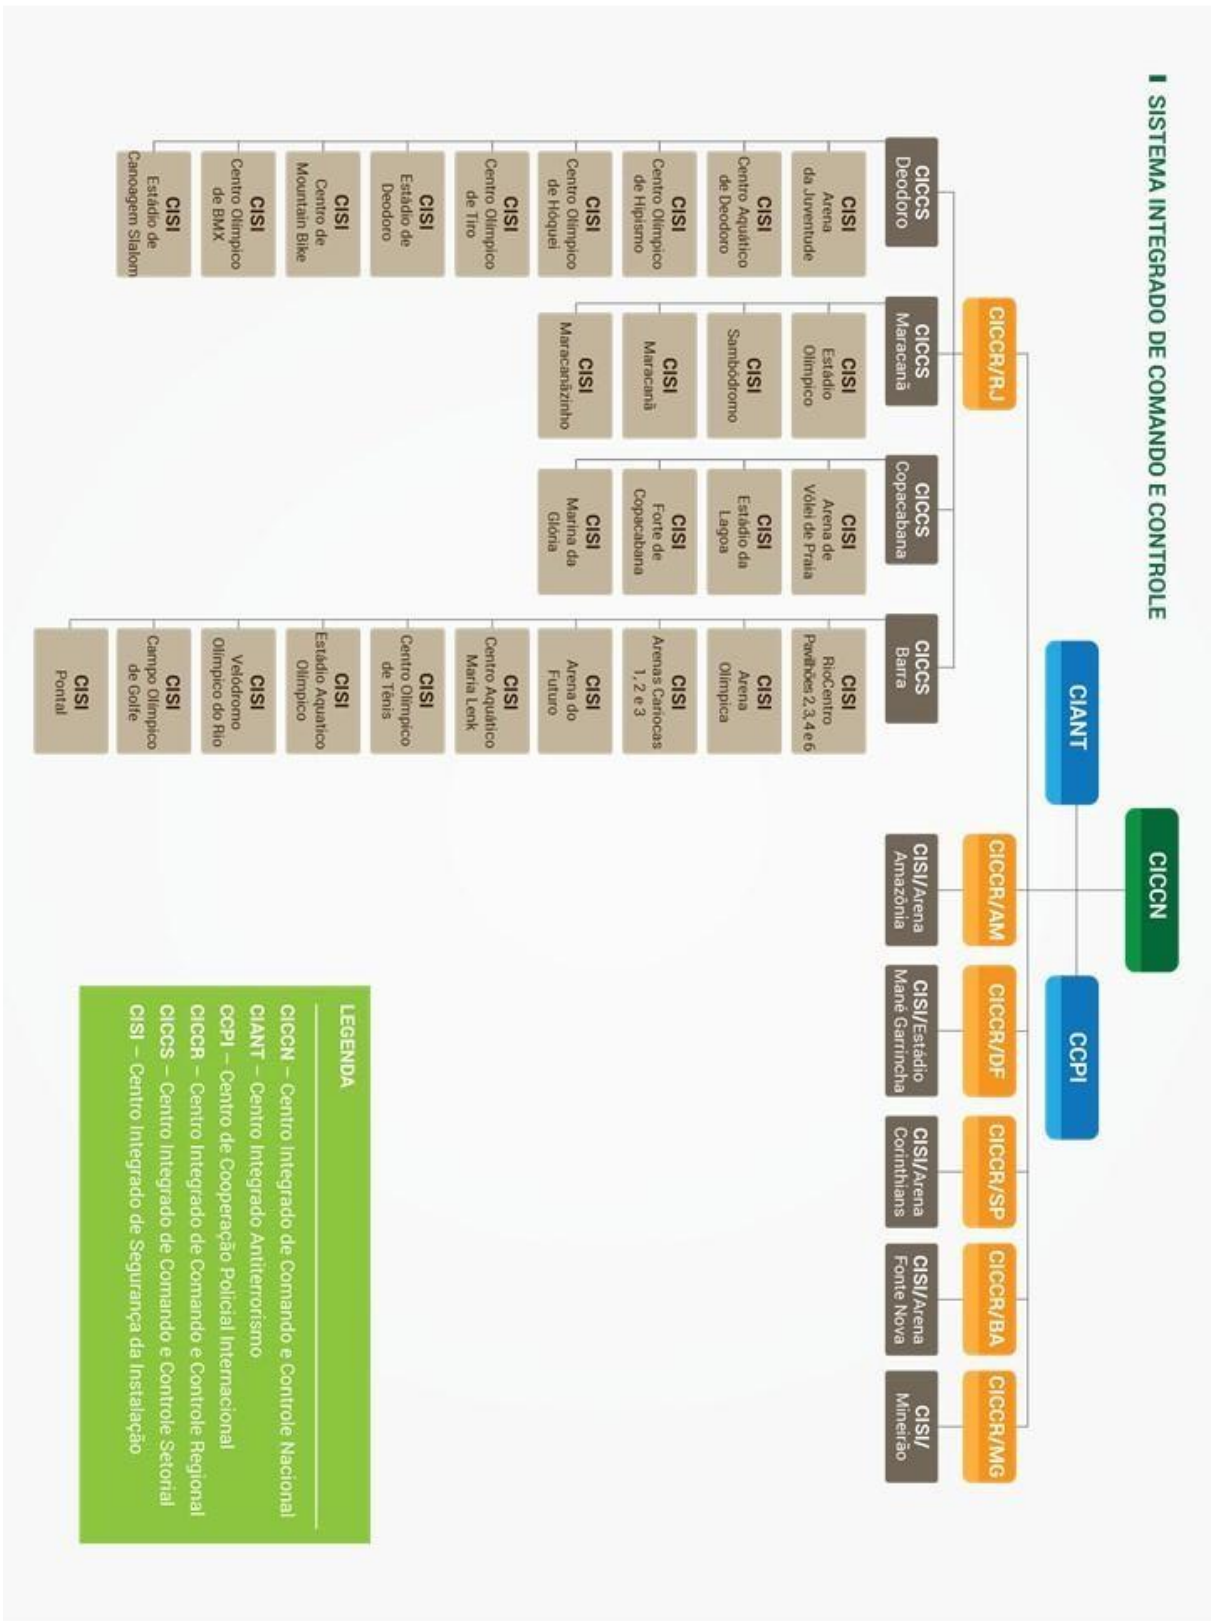 SISTEMA INTEGRADO DE COMANDO E CONTROLE
CICCN
CIANT
CCPI
CICCR/RJ
CICCR/AM
CICCR/DF
CICCR/SP
CICCR/BA
CICCR/MG
CICCS
Deodoro
CICCS
Maracanã
CICCS
Copacabana
CICCS
Barra
CISI/Arena
Amazônia
CISI/Estádio
Mané Garrincha
CISI/Arena
Corinthians
CISI/Arena
Fonte Nova
CISI/
Mineirão
CISI
Arena
da Juventude
CISI
Centro Aquático
de Deodoro
CISI
Centro Olímpico
de Hipismo
CISI
Centro Olímpico
de Hóquei
CISI
Centro Olímpico
de Tiro
CISI
Estádio de
Deodoro
CISI
Centro de
Mountain Bike
CISI
Centro Olímpico
de BMX
CISI
Estádio de
Canoagem Slalom
CISI
Estádio
Olímpico
CISI
Sambódromo
CISI
Maracanã
CISI
Maracanãzinho
CISI
Arena de
Vôlei de Praia
CISI
Estádio da
Lagoa
CISI
Forte de
Copacabana
CISI
Marina da
Glória
CISI
RioCentro
Pavilhões 2,3,4 e 6
CISI
Arena
Olímpica
CISI
Arenas Cariocas
1, 2 e 3
CISI
Arena do
Futuro
CISI
Centro Aquático
Maria Lenk
CISI
Centro Olímpico
de Tênis
CISI
Estádio Aquatico
Olímpico
CISI
Velódromo
Olímpico do Rio
CISI
Campo Olímpico
de Golfe
CISI
Pontal
LEGENDA
CICCN – Centro Integrado de Comando e Controle Nacional
CIANT – Centro Integrado Antiterrorismo
CCPI – Centro de Cooperação Policial Internacional
CICCR – Centro Integrado de Comando e Controle Regional
CICCS – Centro Integrado de Comando e Controle Setorial
CISI – Centro Integrado de Segurança da Instalação